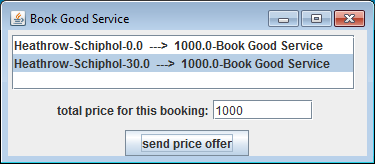 Book Good Service
Heathrow-Schiphol-0.0 ---> 1000.0-Book Good Service
Heathrow-Schiphol-30.0 ---> 1000.0-Book Good Service
total price for this booking: 1000
send price offer